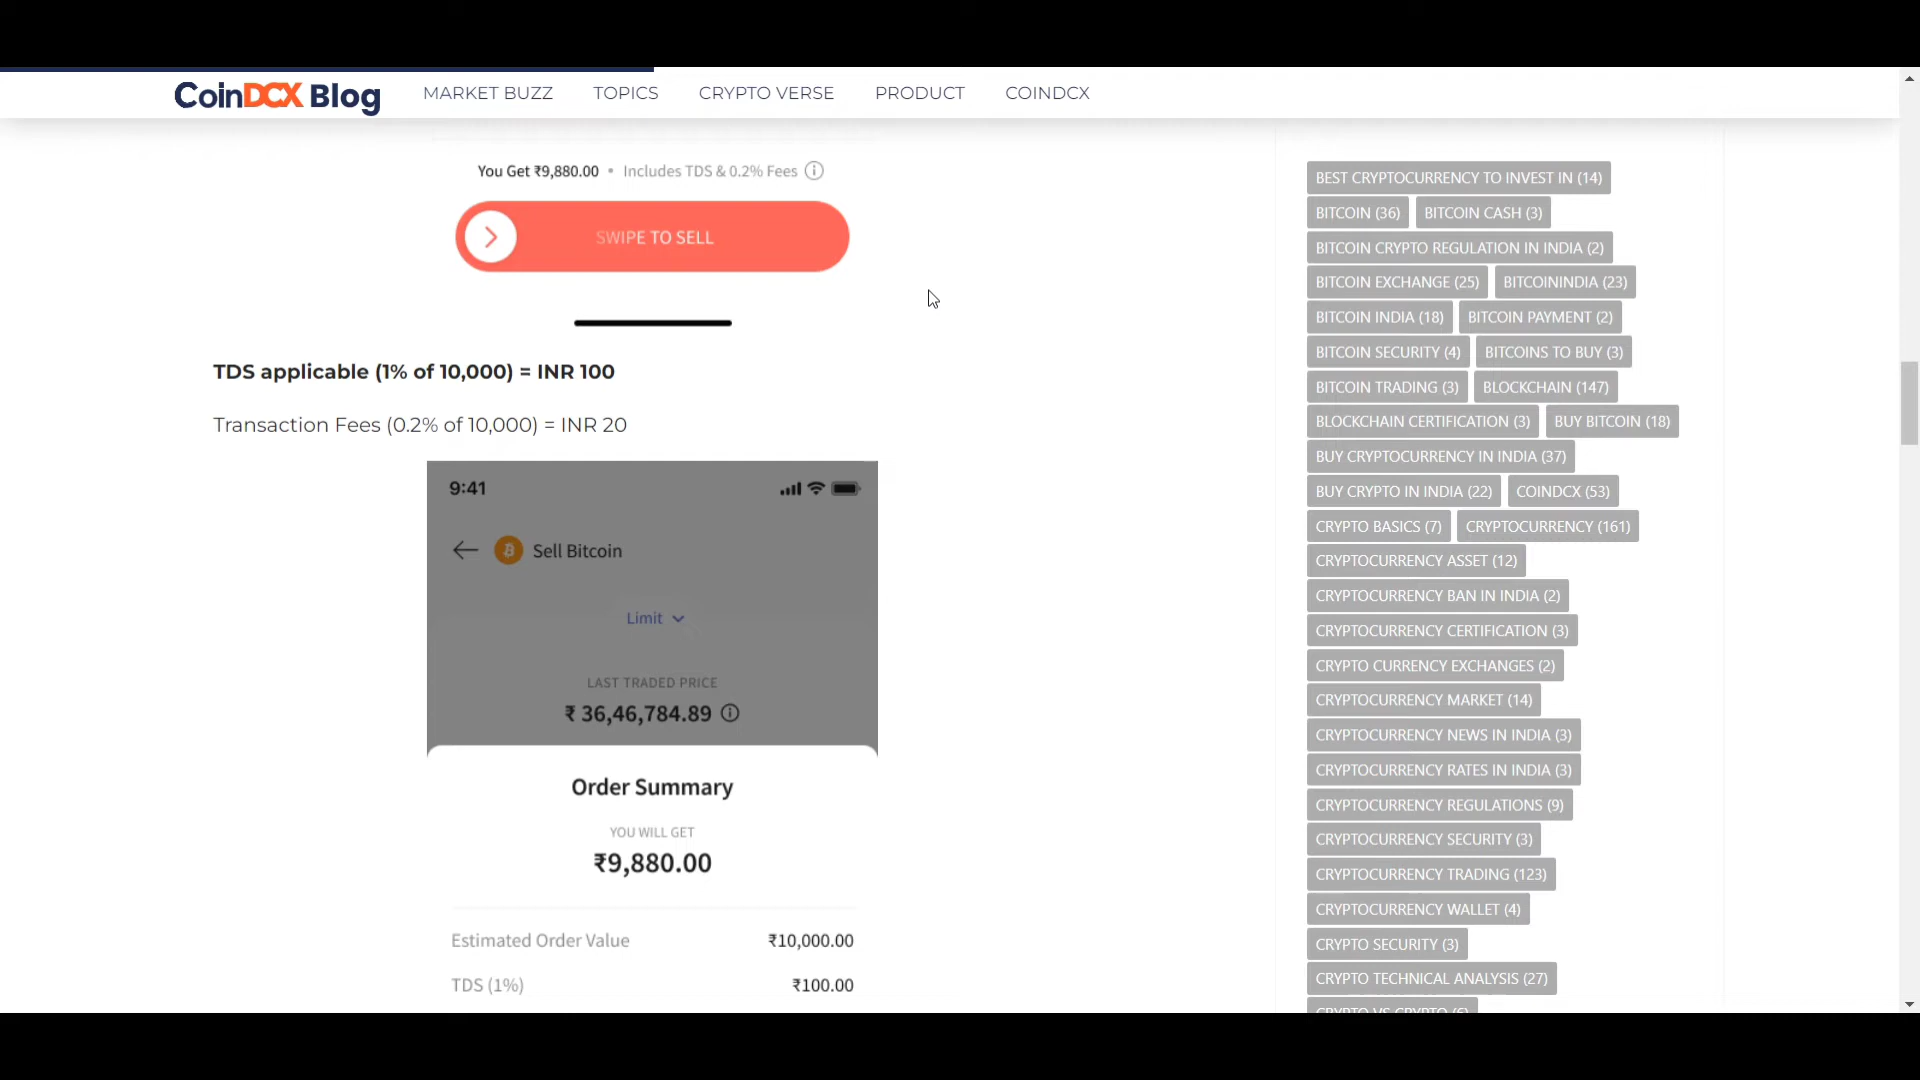 CoinDCX Blog
MARKET BUZZ TOPICS CRYPTO VERSE PRODUCT COINDCX
You Get ₹9,880.00 • Includes TDS & 0.2% Fees
SWIPE TO SELL
TDS applicable (1% of 10,000) = INR 100
Transaction Fees (0.2% of 10,000) = INR 20
9:41
Sell Bitcoin
Limit
LAST TRADED PRICE
₹ 36,46,784.89
Order Summary
YOU WILL GET
₹9,880.00
Estimated Order Value ₹10,000.00
TDS (1%) ₹100.00
BEST CRYPTOCURRENCY TO INVEST IN (14)
BITCOIN (36) BITCOIN CASH (3)
BITCOIN CRYPTO REGULATION IN INDIA (2)
BITCOIN EXCHANGE (25) BITCOININDIA (23)
BITCOIN INDIA (18) BITCOIN PAYMENT (2)
BITCOIN SECURITY (4) BITCOINS TO BUY (3)
BITCOIN TRADING (3) BLOCKCHAIN (147)
BLOCKCHAIN CERTIFICATION (3) BUY BITCOIN (18)
BUY CRYPTOCURRENCY IN INDIA (37)
BUY CRYPTO IN INDIA (22) COINDCX (53)
CRYPTO BASICS (7) CRYPTOCURRENCY (161)
CRYPTOCURRENCY ASSET (12)
CRYPTOCURRENCY BAN IN INDIA (2)
CRYPTOCURRENCY CERTIFICATION (3)
CRYPTO CURRENCY EXCHANGES (2)
CRYPTOCURRENCY MARKET (14)
CRYPTOCURRENCY NEWS IN INDIA (3)
CRYPTOCURRENCY RATES IN INDIA (3)
CRYPTOCURRENCY REGULATIONS (9)
CRYPTOCURRENCY SECURITY (3)
CRYPTOCURRENCY TRADING (123)
CRYPTOCURRENCY WALLET (4)
CRYPTO SECURITY (3)
CRYPTO TECHNICAL ANALYSIS (27)